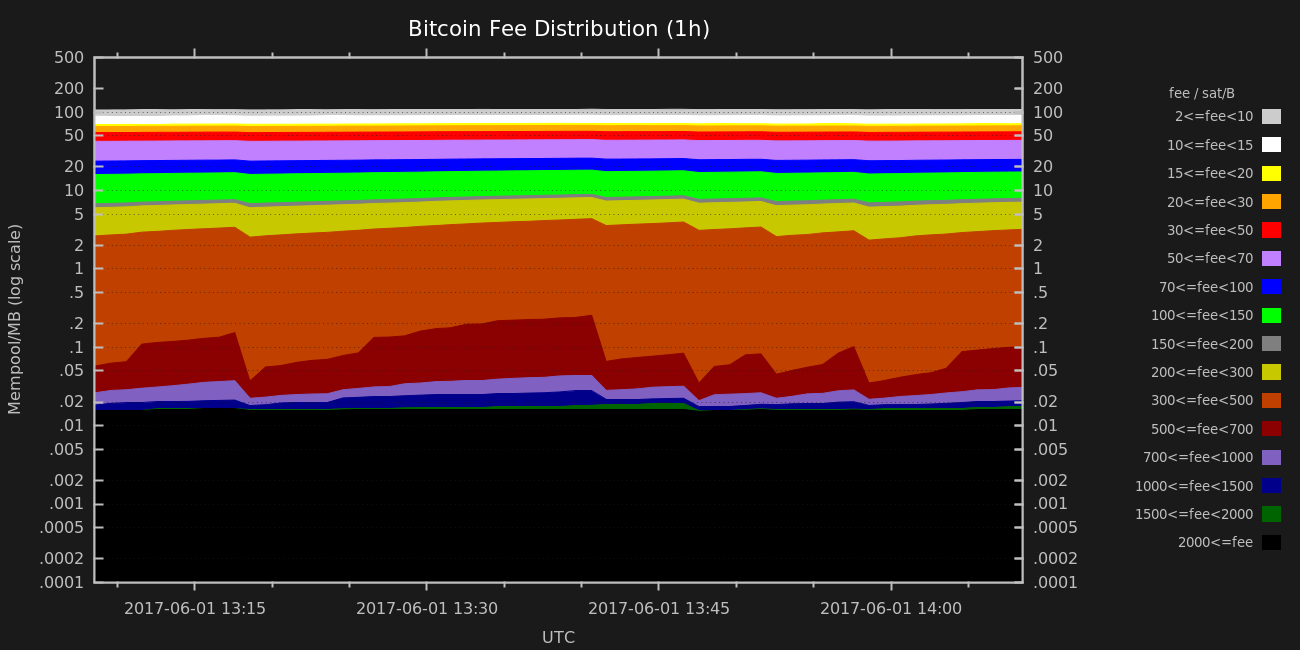 Bitcoin Fee Distribution (1h)
500
200
100
50
20
10
5
2
1
.5
.2
.1
.05
.02
.01
.005
.002
.001
.0005
.0002
.0001
Mempool/MB (log scale)
500
200
100
50
20
10
5
2
1
.5
.2
.1
.05
.02
.01
.005
.002
.001
.0005
.0002
.0001
2017-06-01 13:15
2017-06-01 13:30
2017-06-01 13:45
2017-06-01 14:00
UTC
fee / sat/B
2<=fee<10
10<=fee<15
15<=fee<20
20<=fee<30
30<=fee<50
50<=fee<70
70<=fee<100
100<=fee<150
150<=fee<200
200<=fee<300
300<=fee<500
500<=fee<700
700<=fee<1000
1000<=fee<1500
1500<=fee<2000
2000<=fee